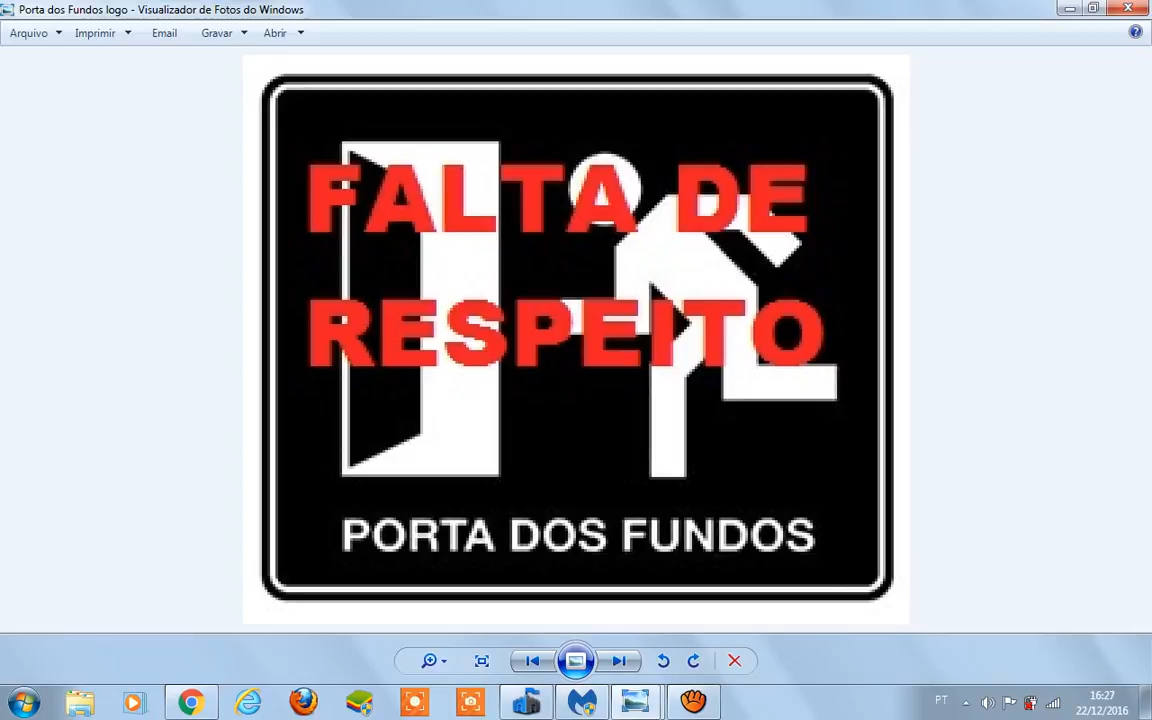 Porta dos Fundos logo - Visualizador de Fotos do Windows
Arquivo Imprimir Email Gravar Abrir
FALTA DE
RESPEITO
PORTA DOS FUNDOS
PT
16:27
22/12/2016